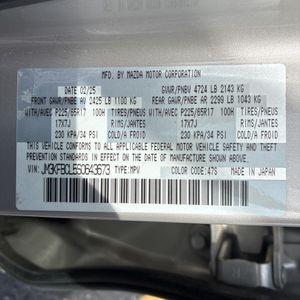 MFD. BY MAZDA MOTOR CORPORATION
DATE: 02/25 GVWR/PNBV 4724 LB 2143 KG
FRONT GAWR/PNBE AV 2425 LB 1100 KG REAR GAWR/PNBE AR 2299 LB 1043 KG
WITH/AVEC P225/65R17 100H TIRES/PNEUS WITH/AVEC P225/65R17 100H TIRES/PNEUS
17X7J RIMS/JANTES 17X7J RIMS/JANTES
230 KPA/34 PSI COLD/A FROID 230 KPA/34 PSI COLD/A FROID
THIS VEHICLE CONFORMS TO ALL APPLICABLE FEDERAL MOTOR VEHICLE
SAFETY AND THEFT PREVENTION STANDARDS IN EFFECT ON THE DATE OF
MANUFACTURE SHOWN ABOVE.
VIN: TYPE:MPV COLOR CODE:47S MADE IN JAPAN